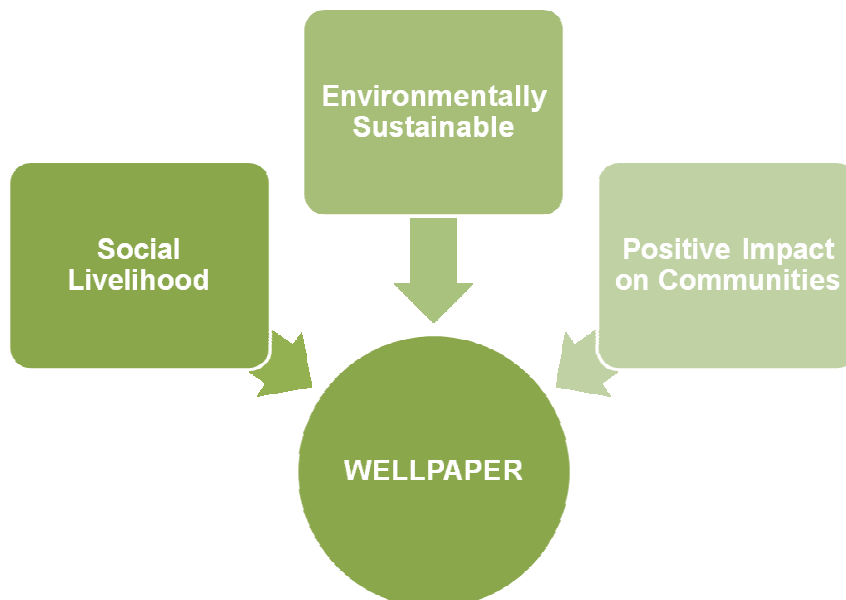 Environmentally
Sustainable
Social
Livelihood
Positive Impact
on Communities
WELLPAPER